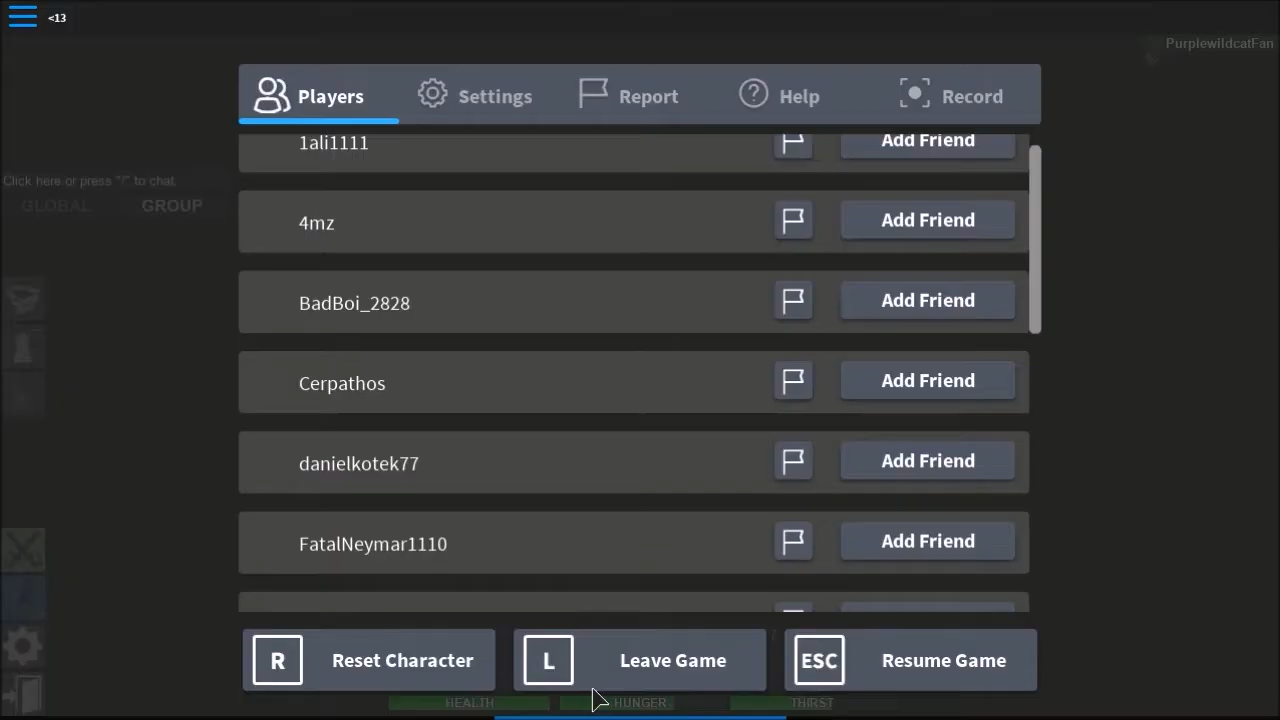 <13
PurplewildcatFan
Players
Settings
Report
Help
Record
1ali1111
Add Friend
Click here or press "/" to chat
GLOBAL
GROUP
4mz
Add Friend
BadBoi_2828
Add Friend
Cerpathos
Add Friend
danielkotek77
Add Friend
FatalNeymar1110
Add Friend
R
Reset Character
L
Leave Game
ESC
Resume Game
HEALTH
HUNGER
THIRST